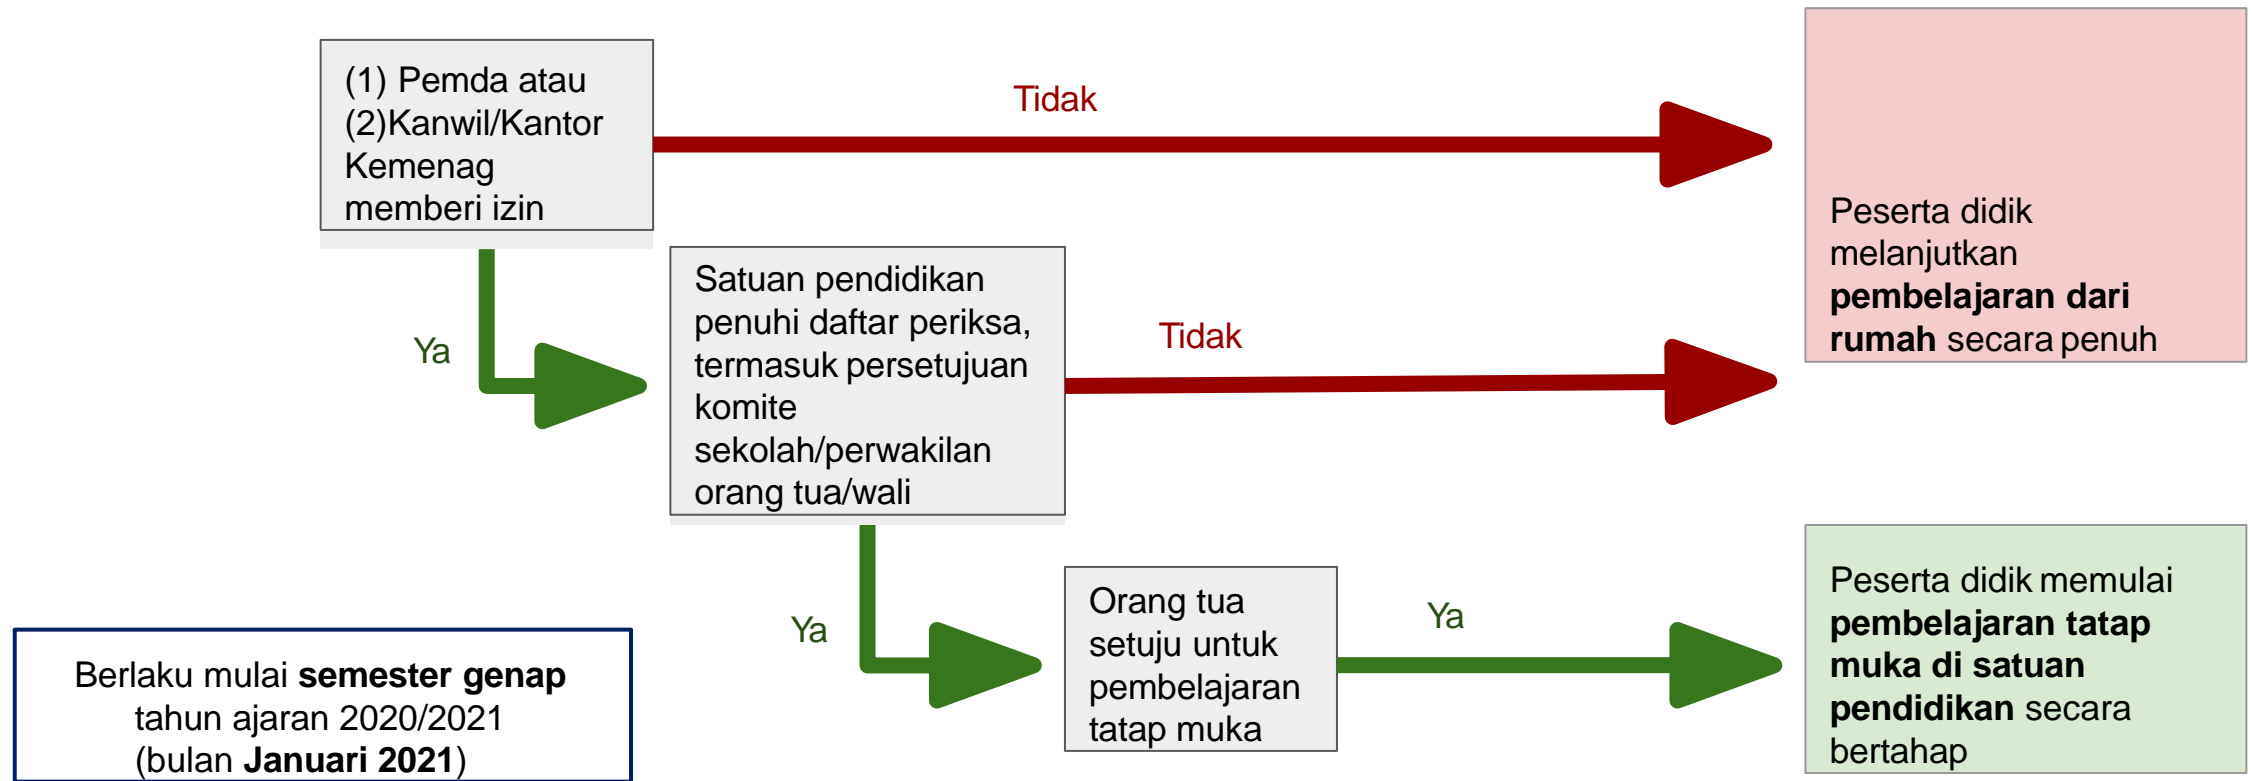 (1) Pemda atau
(2)Kanwil/Kantor
Kemenag
memberi izin
Tidak
Peserta didik
melanjutkan
pembelajaran dari
rumah secara penuh
Ya
Satuan pendidikan
penuhi daftar periksa,
termasuk persetujuan
komite
sekolah/perwakilan
orang tua/wali
Tidak
Ya
Orang tua
setuju untuk
pembelajaran
tatap muka
Ya
Peserta didik memulai
pembelajaran tatap
muka di satuan
pendidikan secara
bertahap
Berlaku mulai semester genap
tahun ajaran 2020/2021
(bulan Januari 2021)